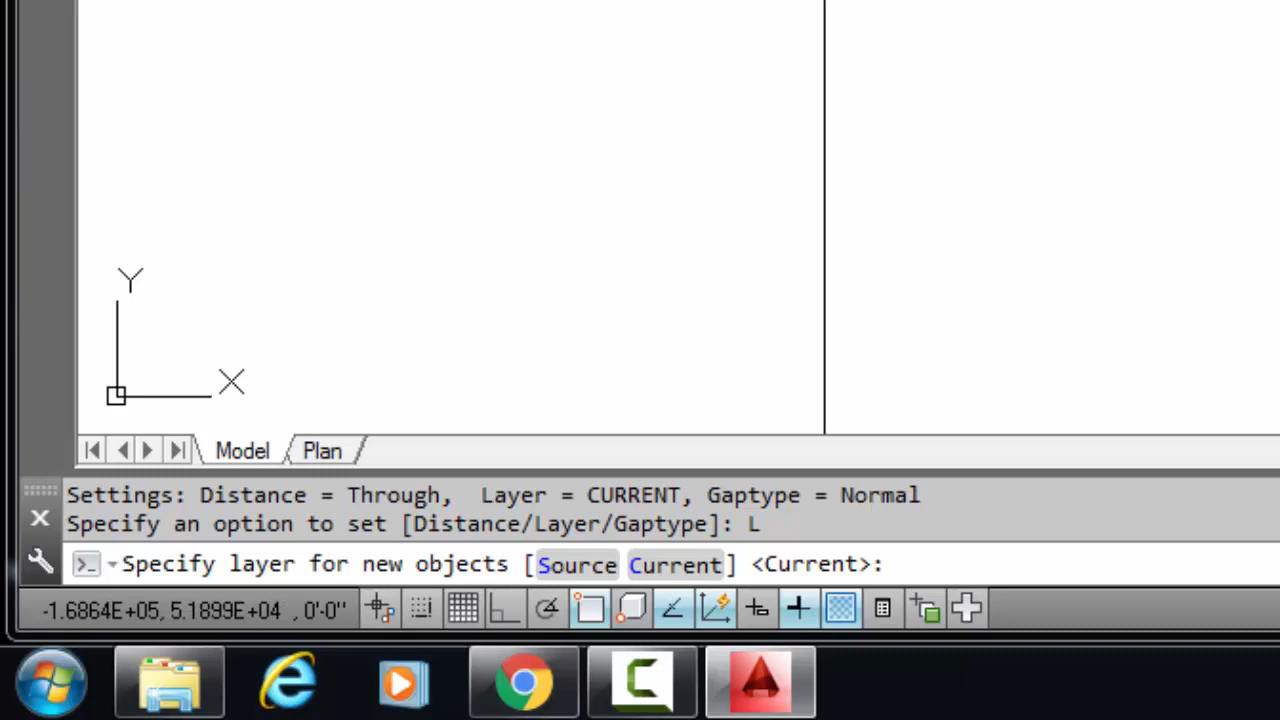 Y
X
Model Plan
Settings: Distance = Through,  Layer = CURRENT, Gaptype = Normal
Specify an option to set [Distance/Layer/Gaptype]: L
Specify layer for new objects [Source Current] <Current>:
-1.6864E+05, 5.1899E+04 , 0'-0"